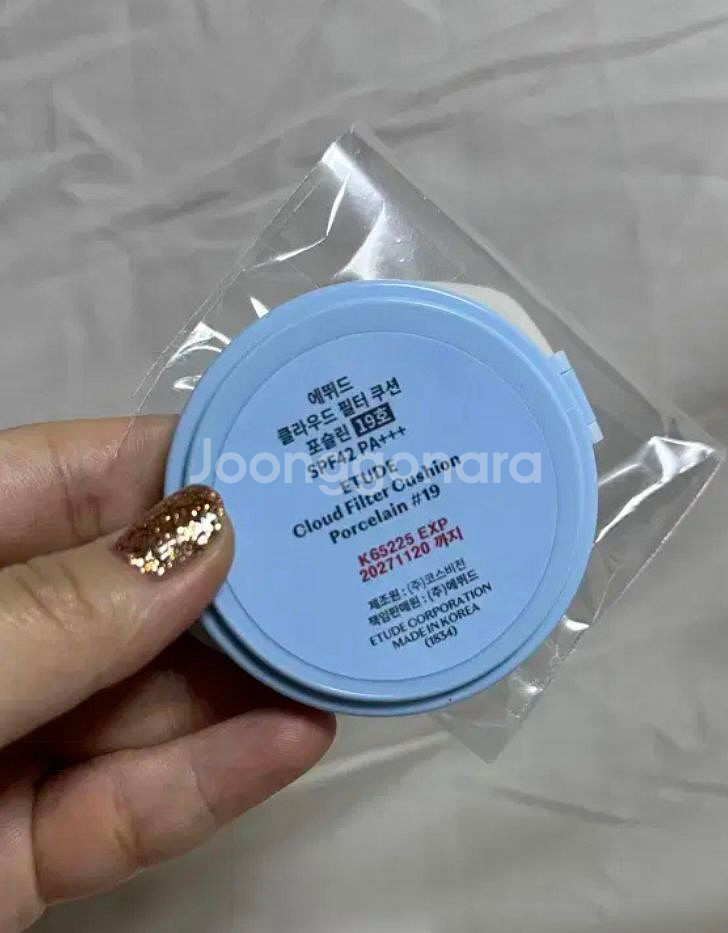 에뛰드
클라우드 필터 쿠션
포슬린 19호
SPF42 PA+++
ETUDE
Cloud Filter Cushion
Porcelain #19
K65225 EXP
20271120 까지
제조원 : (주)코스비전
책임판매원 : (주)에뛰드
ETUDE CORPORATION
MADE IN KOREA
(1834)
Joonggonara